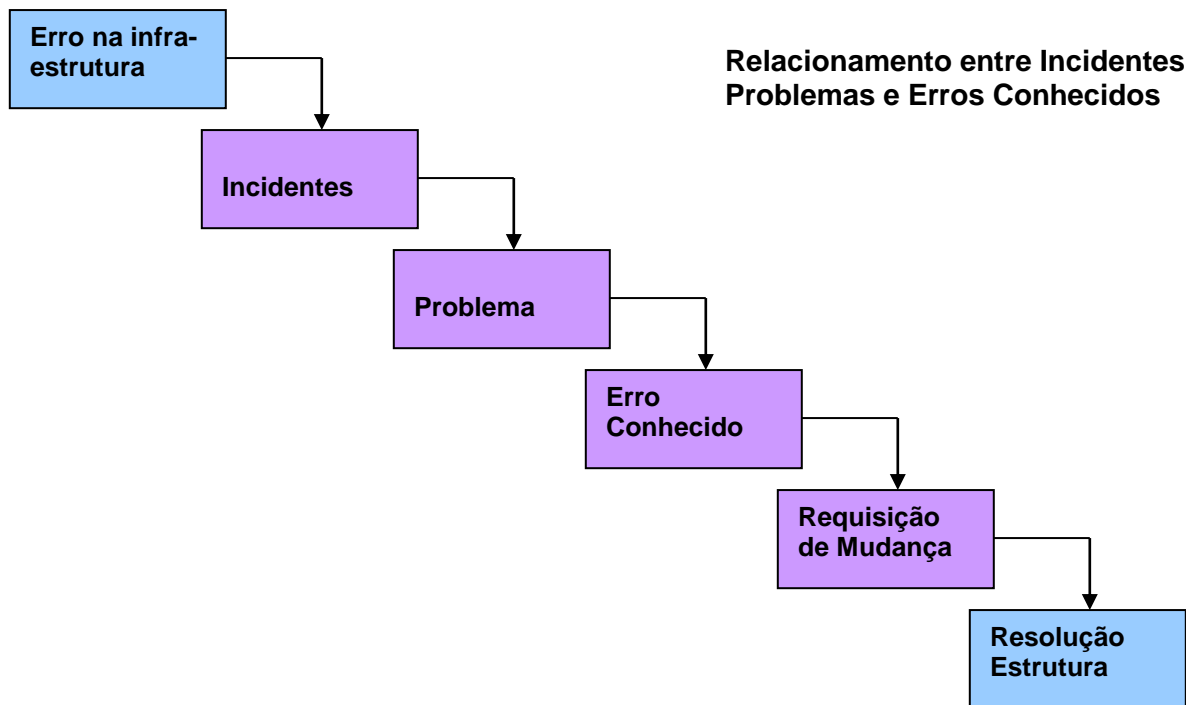 Erro na infra-
estrutura
Relacionamento entre Incidentes
Problemas e Erros Conhecidos
Incidentes
Problema
Erro
Conhecido
Requisição
de Mudança
Resolução
Estrutura